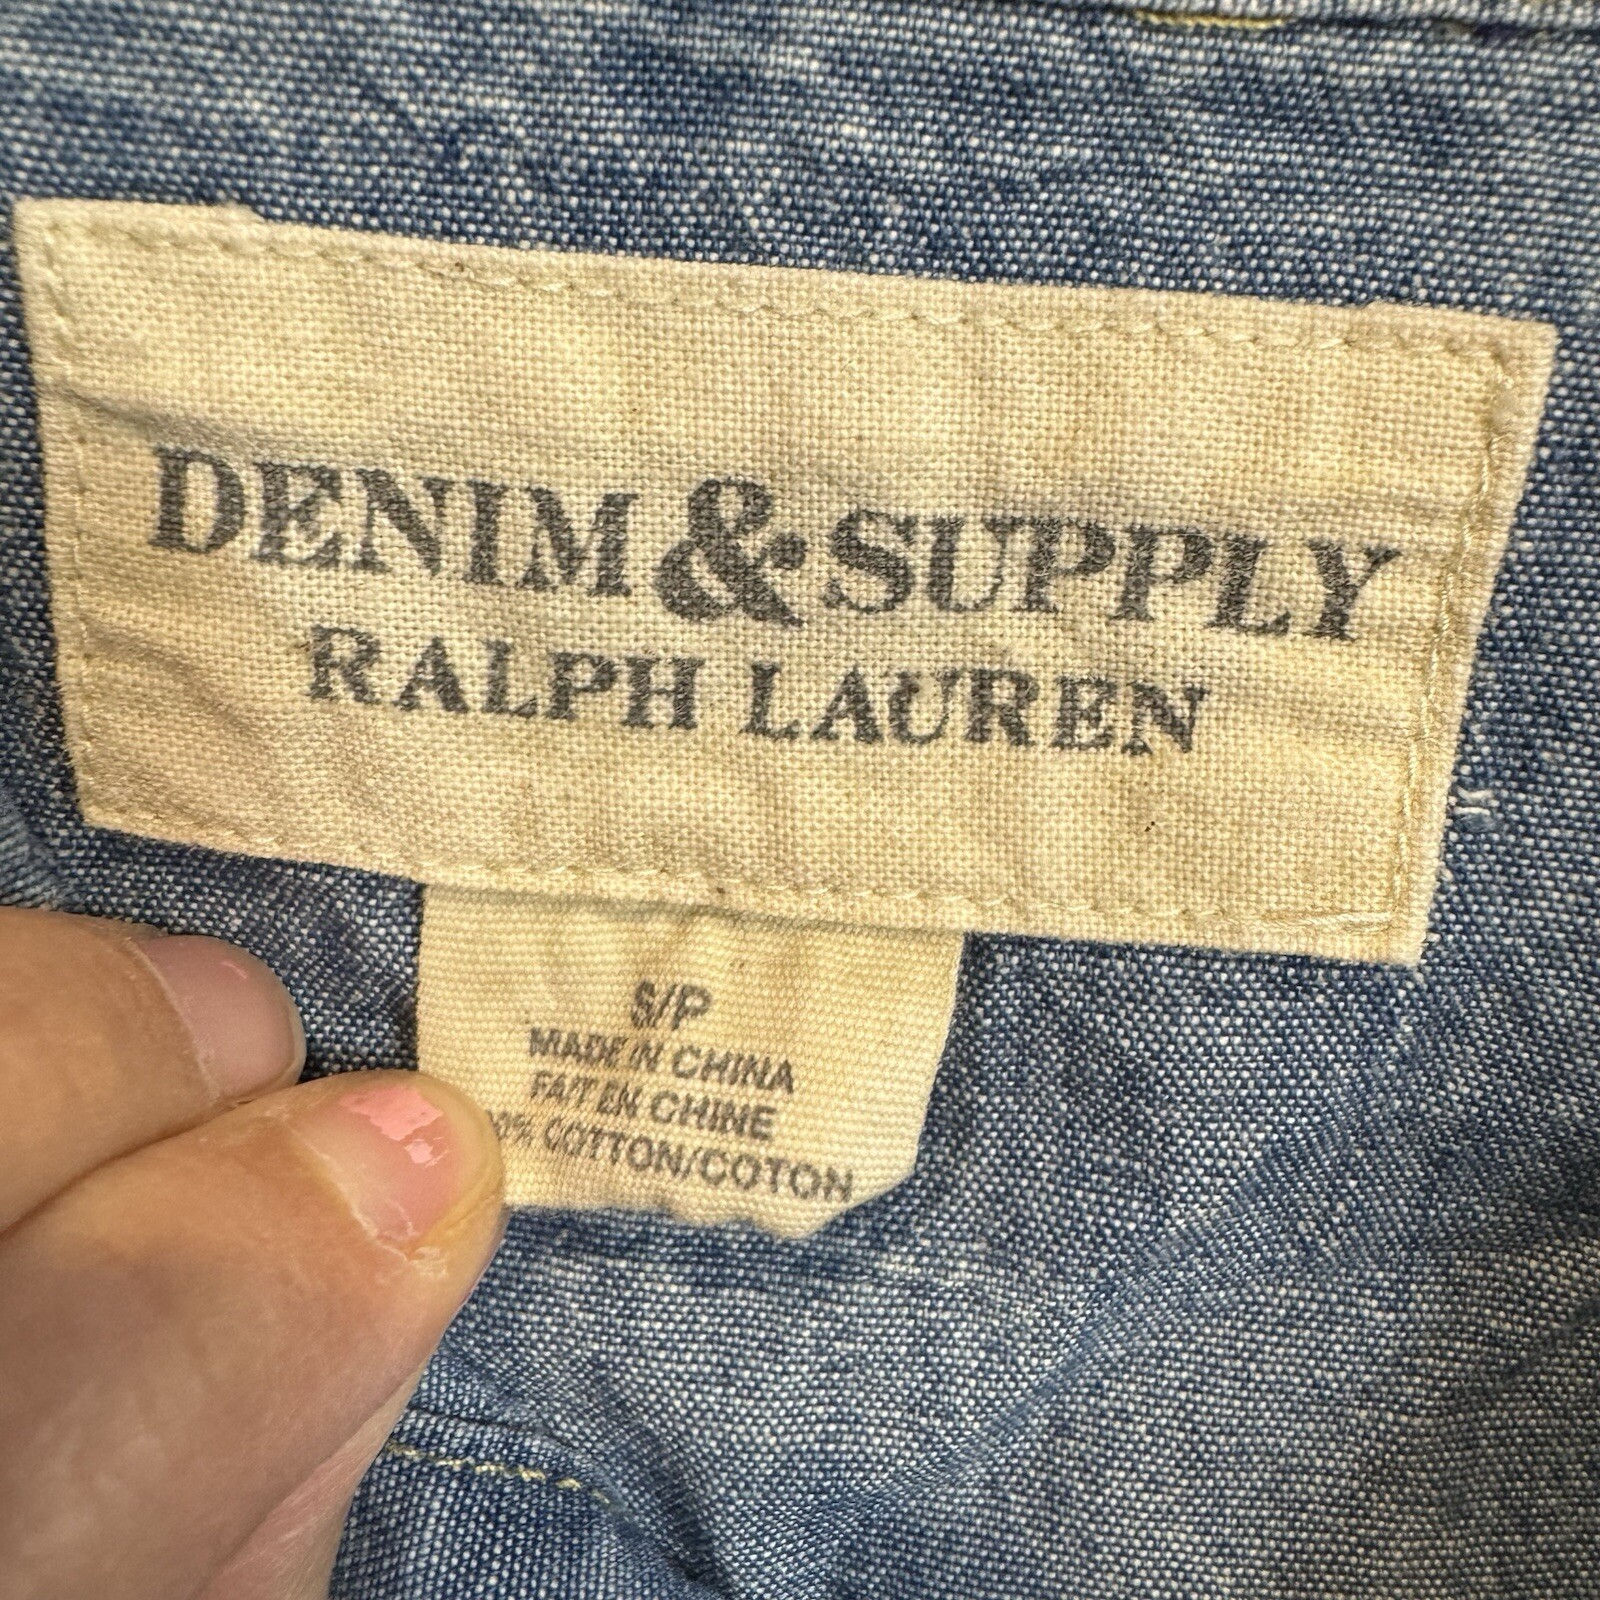 DENIM & SUPPLY
RALPH LAUREN
S/P
MADE IN CHINA
FAIT EN CHINE
COTTON/COTON